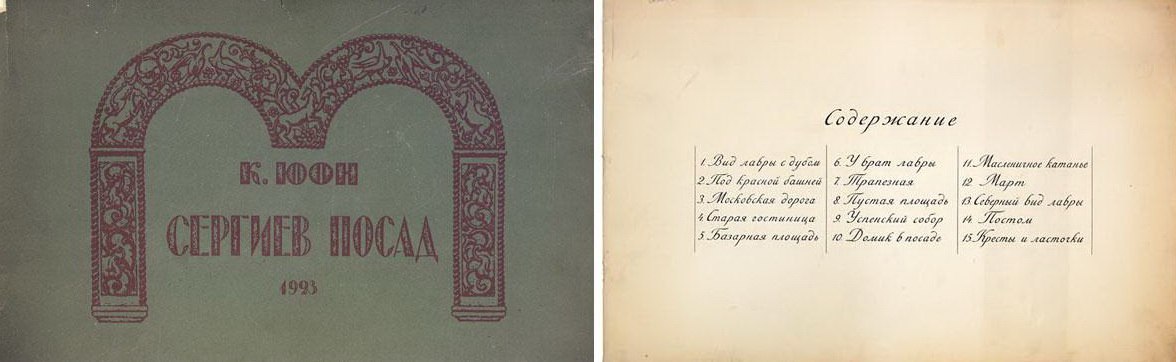 К. ЮОН
СЕРГИЕВ ПОСАД
1923
Содержание
1. Вид лавры с дубом
2. Под красной башней
3. Московская дорога
4. Старая гостиница
5. Базарная площадь
6. У врат лавры
7. Трапезная
8 Пустая площадь
9. Успенский собор
10. Домик в посаде
11. Масленичное катанье
12 Март
13 Северный вид лавры
14. Постом
15. Кресты и ласточки